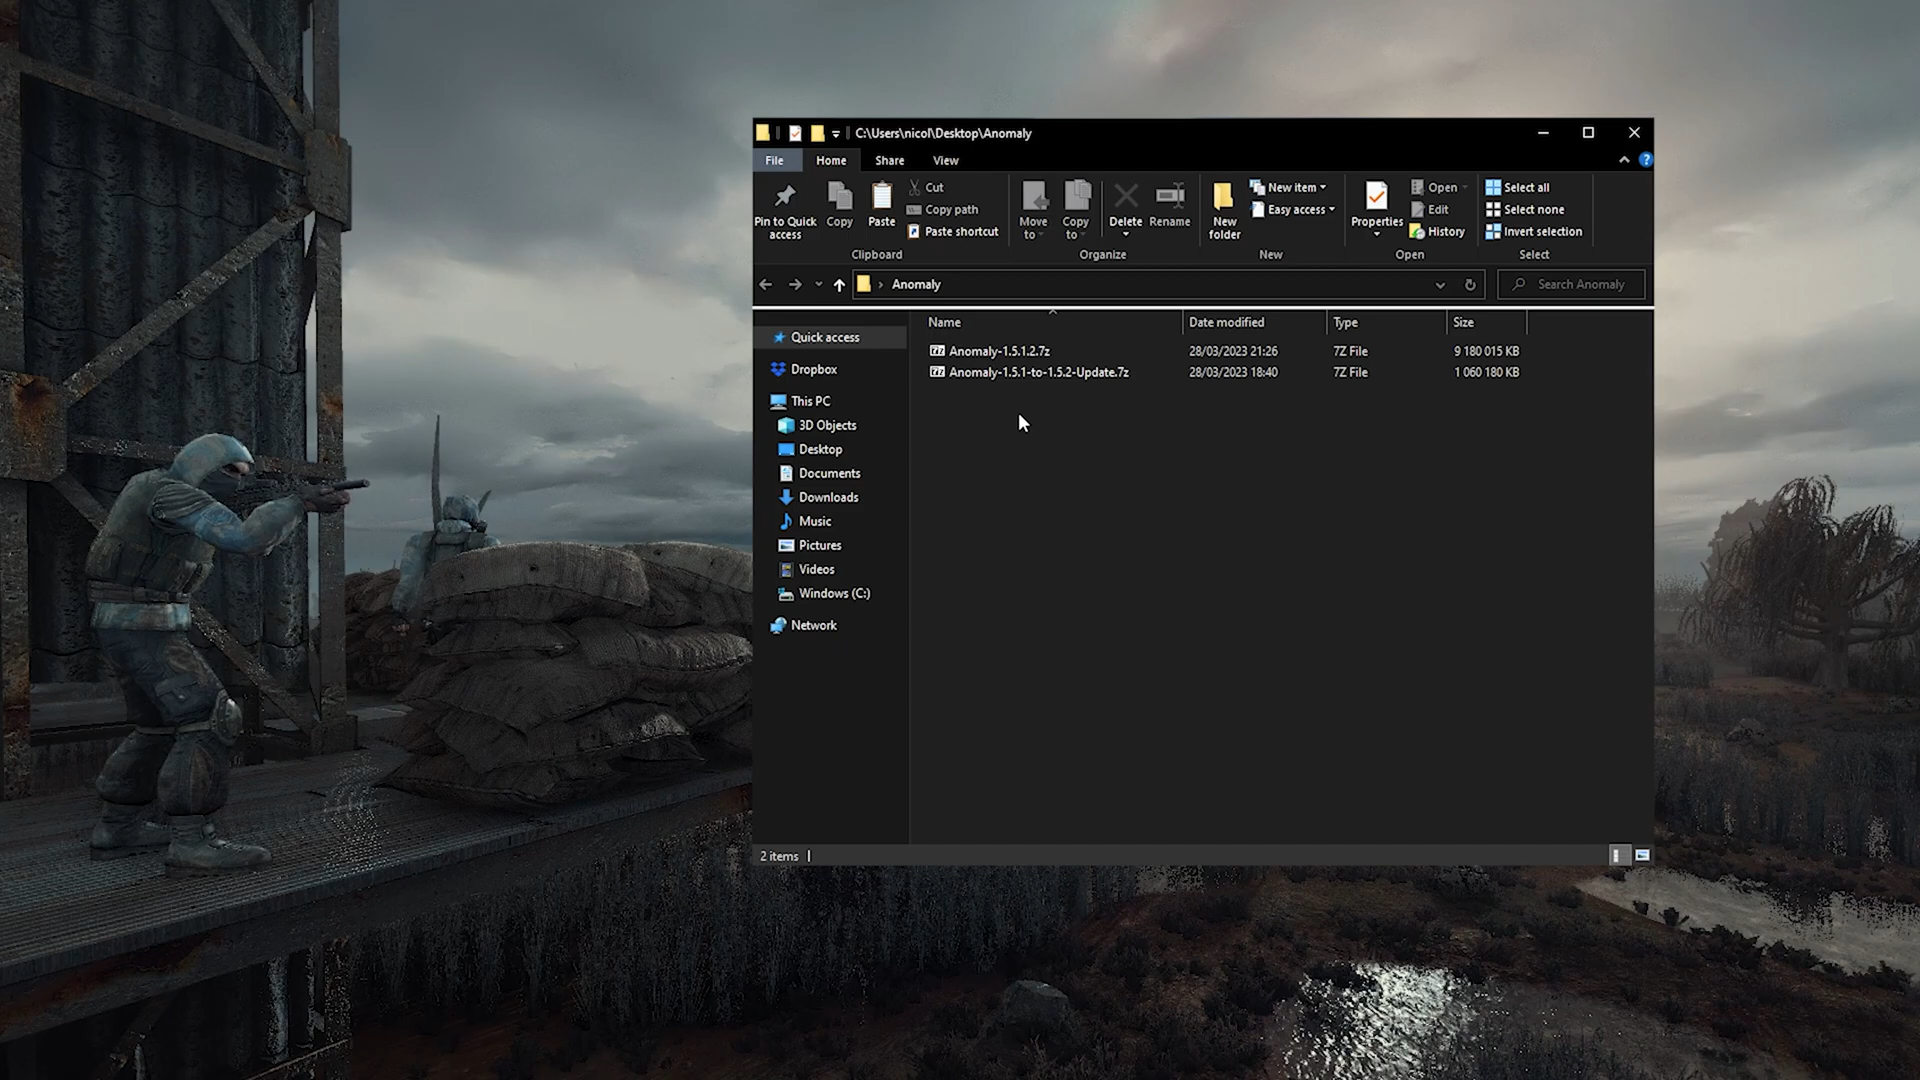 C:\Users\nicol\Desktop\Anomaly
File Home Share View
Pin to Quick access
Copy
Paste
Cut
Copy path
Paste shortcut
Clipboard
Move to
Copy to
Delete
Rename
Organize
New folder
New item
Easy access
New
Properties
Open
Edit
History
Open
Select all
Select none
Invert selection
Select
Anomaly
Search Anomaly
Name Date modified Type Size
Anomaly-1.5.1.2.7z 28/03/2023 21:26 7Z File 9 180 015 KB
Anomaly-1.5.1-to-1.5.2-Update.7z 28/03/2023 18:40 7Z File 1 060 180 KB
Quick access
Dropbox
This PC
3D Objects
Desktop
Documents
Downloads
Music
Pictures
Videos
Windows (C:)
Network
2 items